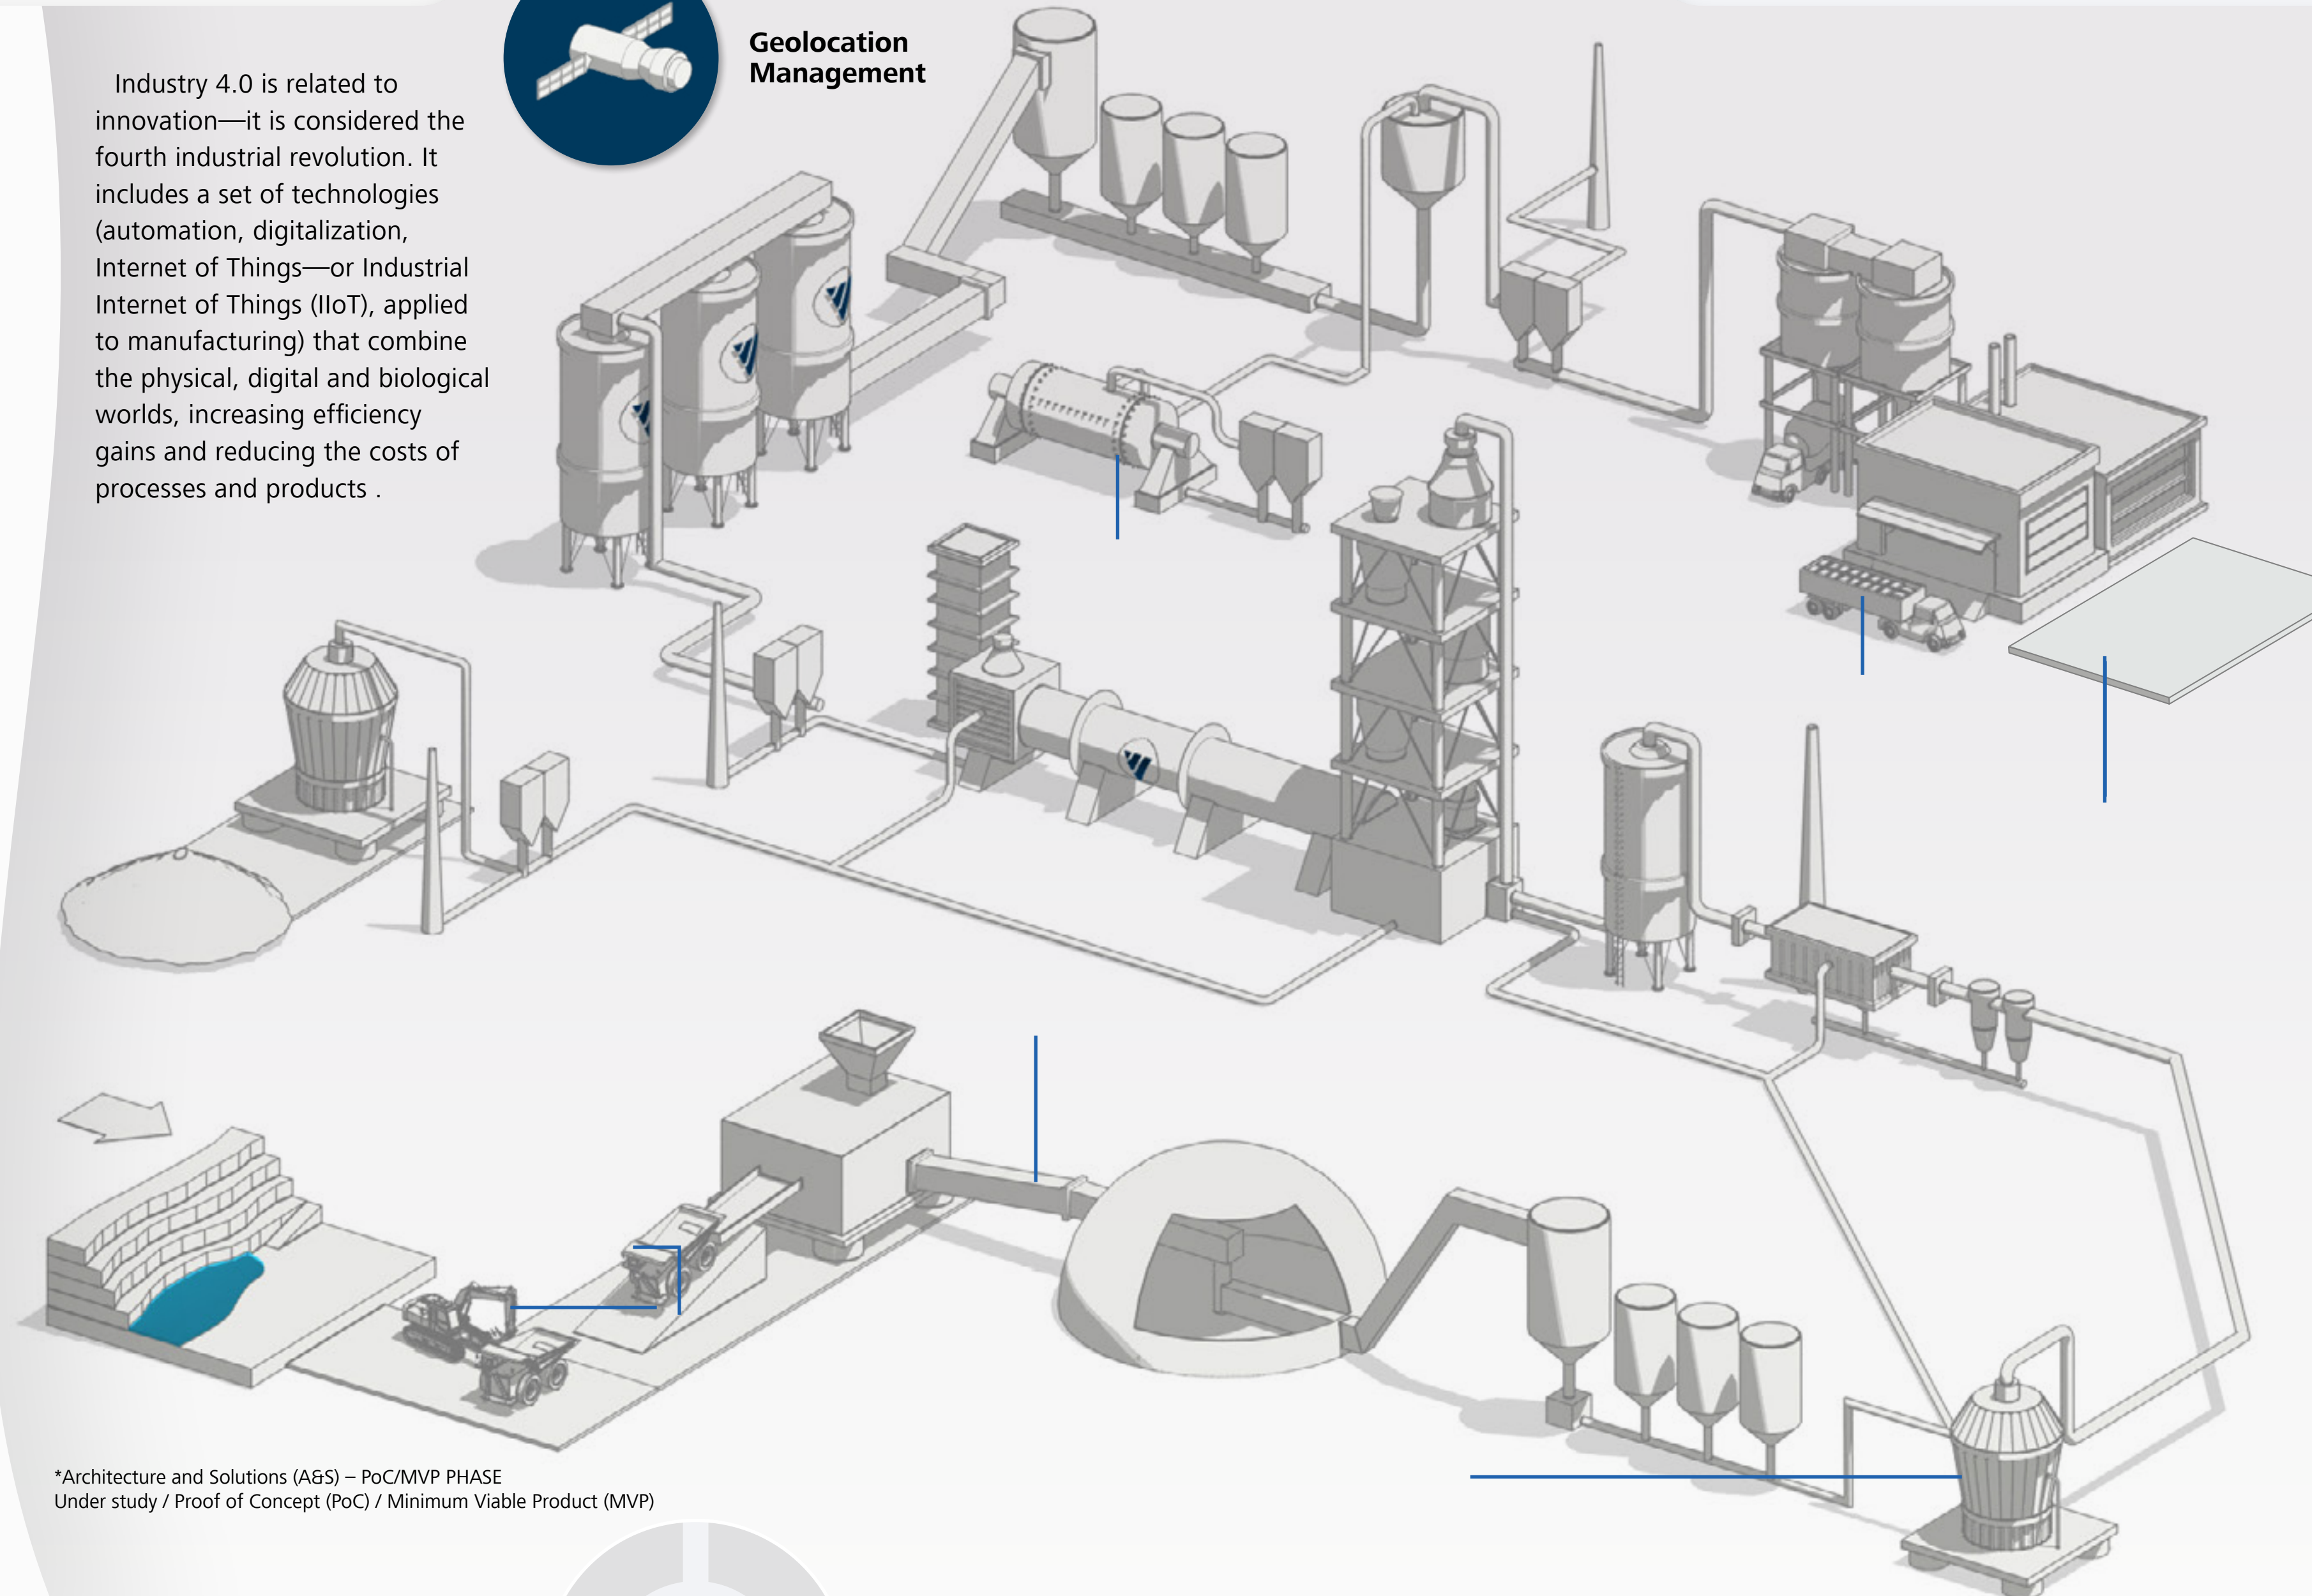 Industry 4.0 is related to
innovation—it is considered the
fourth industrial revolution. It
includes a set of technologies
(automation, digitalization,
Internet of Things—or Industrial
Internet of Things (IIoT), applied
to manufacturing) that combine
the physical, digital and biological
worlds, increasing efficiency
gains and reducing the costs of
processes and products .
Geolocation
Management
*Architecture and Solutions (A&S) – PoC/MVP PHASE
Under study / Proof of Concept (PoC) / Minimum Viable Product (MVP)